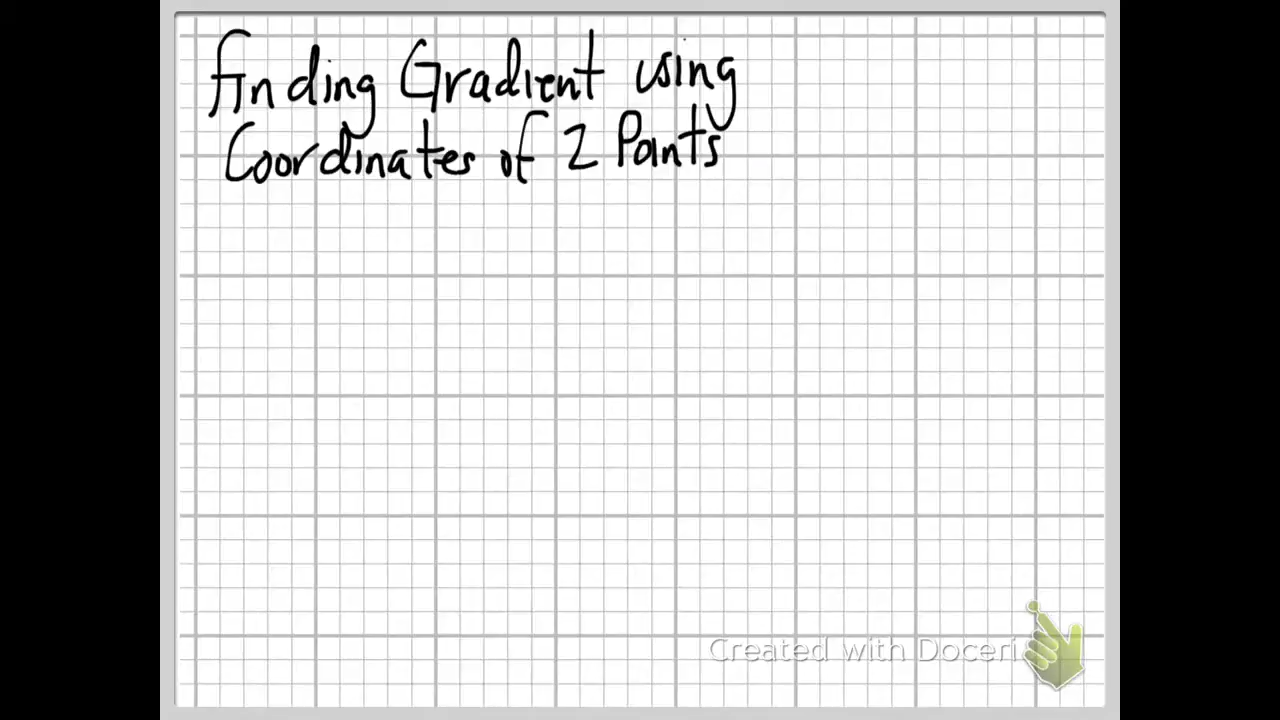 Finding Gradient using
Coordinates of 2 Points
Created with Doceri